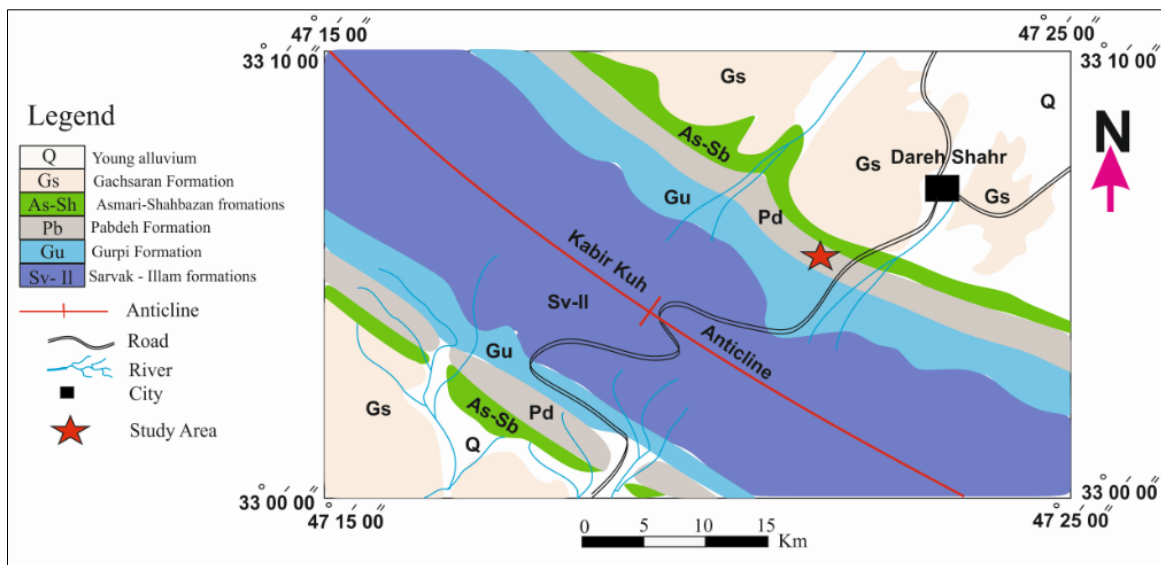 47° 15 00
47° 25 00
33° 10 00
33° 10 00
Legend
Q Young alluvium
Gs Gachsaran Formation
As-Sh Asmari-Shahbazan fromations
Pb Pabdeh Formation
Gu Gurpi Formation
Sv- Il Sarvak - Illam formations
Anticline
Road
River
City
Study Area
Gs
Q
N
As-Sb
Gs
Dareh Shahr
Gs
Gu
Pd
Kabir Kuh
Sv-Il
Anticline
Gu
Gs
As-Sb
Pd
Q
33° 00 00
33° 00 00
47° 15 00
47° 25 00
0 5 10 15
Km